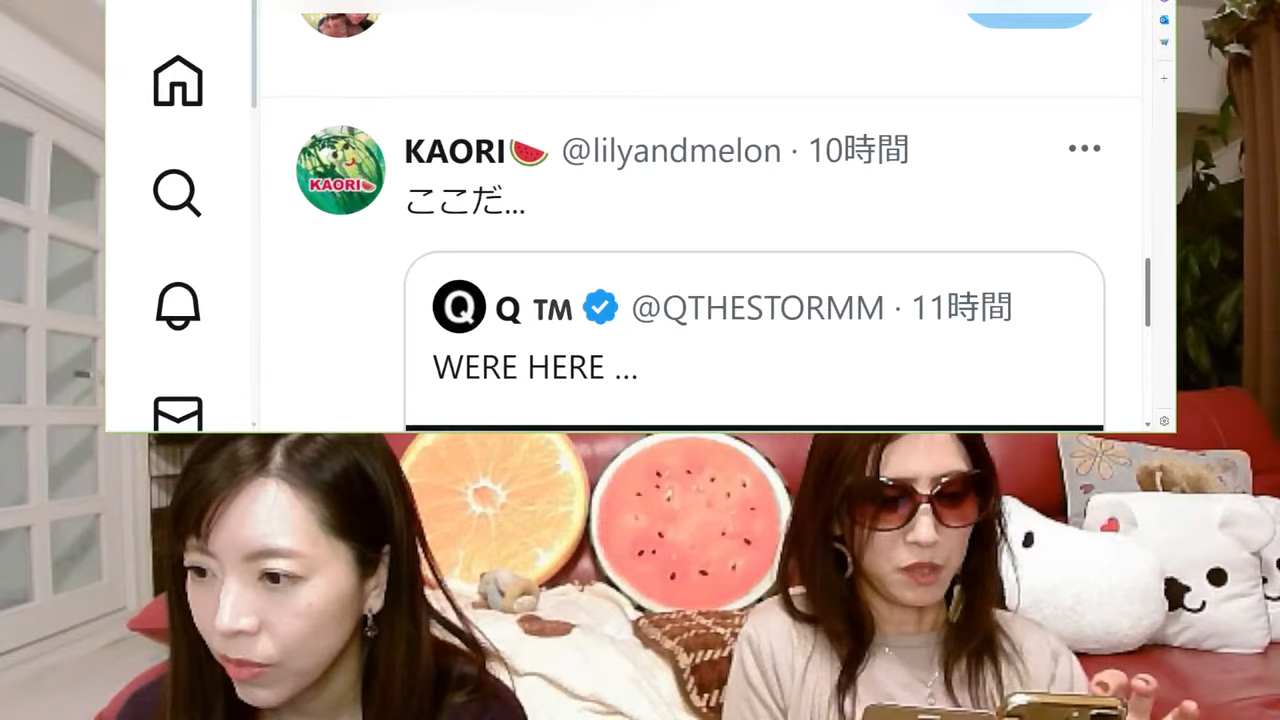 KAORI🍉 @lilyandmelon · 10時間
KAORI🍉
ここだ...
Q
Q TM @QTHESTORMM · 11時間
WERE HERE ...